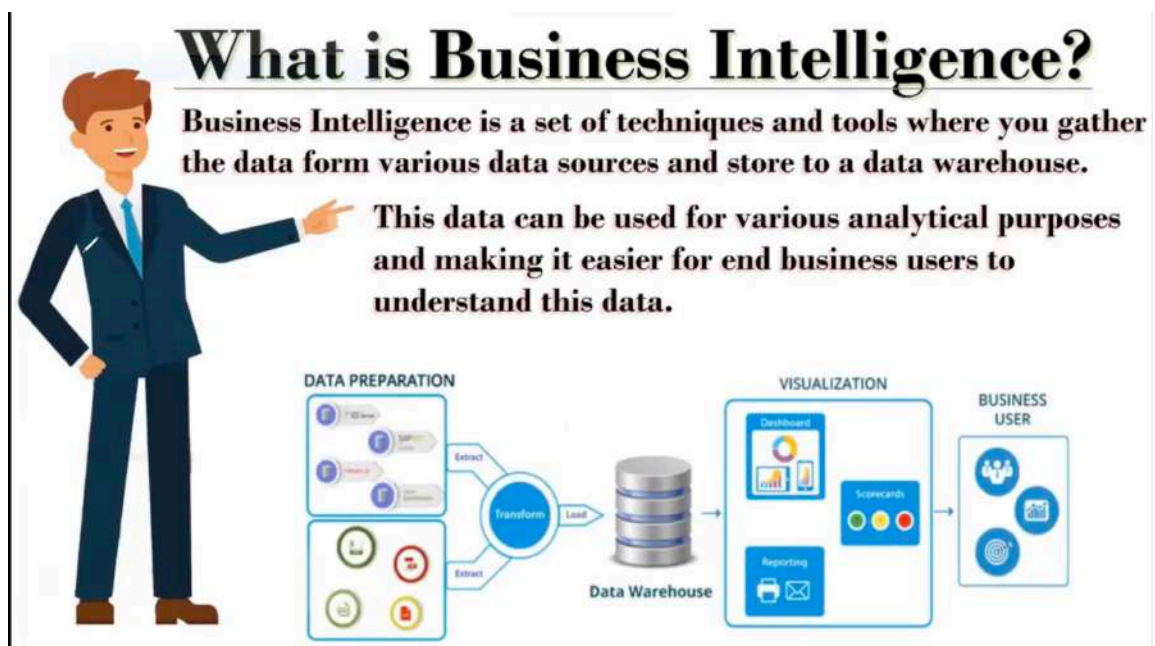 What is Business Intelligence?
Business Intelligence is a set of techniques and tools where you gather
the data form various data sources and store to a data warehouse.
This data can be used for various analytical purposes
and making it easier for end business users to
understand this data.
DATA PREPARATION
VISUALIZATION
BUSINESS
USER
Dashboard
SAP
ORACLE
Extract
Scorecards
Transform
Load
Extract
Reporting
Data Warehouse